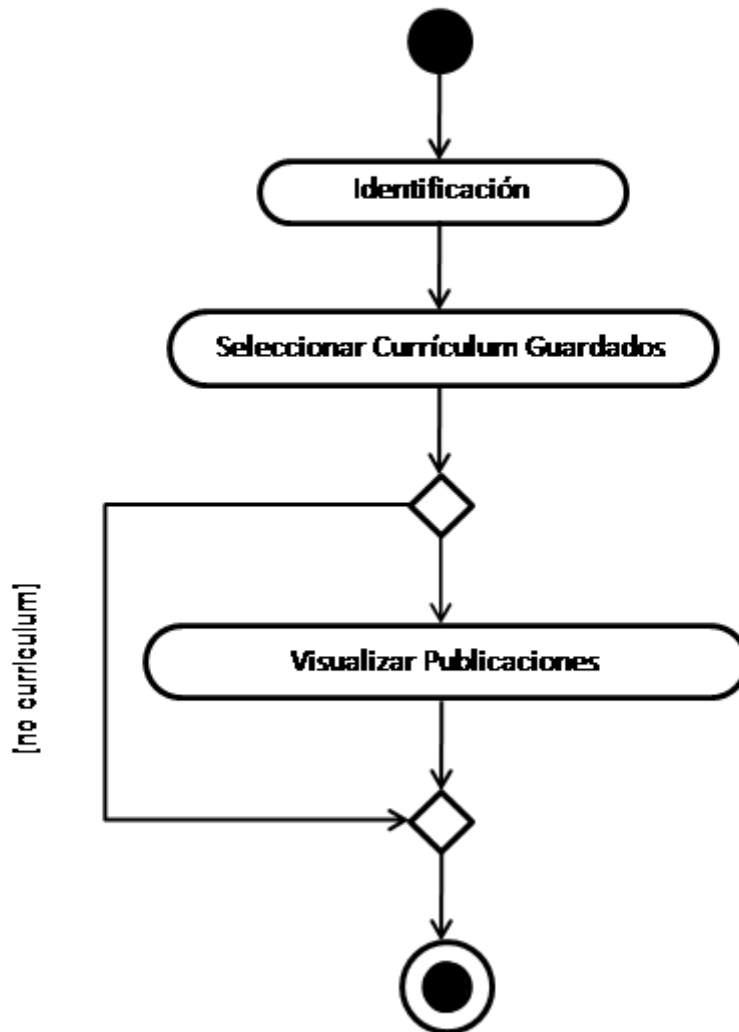 Identificación
Seleccionar Currículum Guardados
[no curriculum]
Visualizar Publicaciones